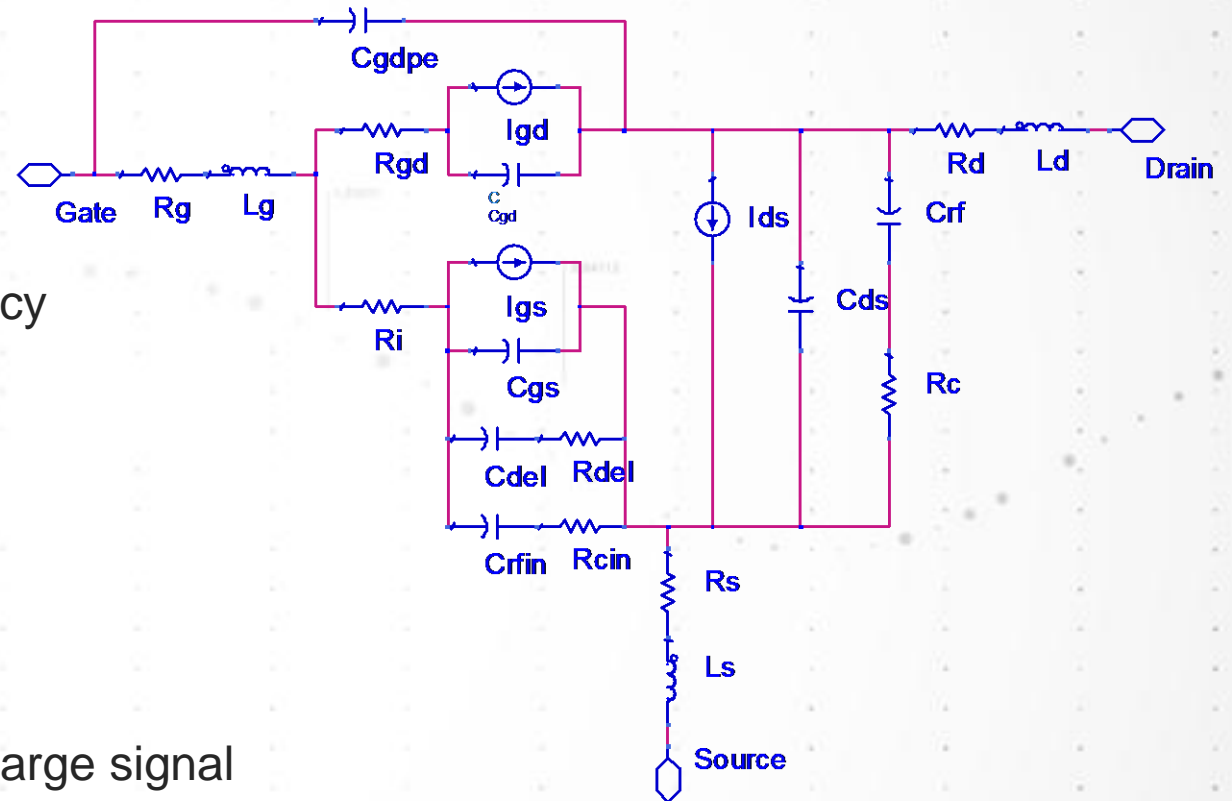 Cgdpe
Igd
Rgd
C
Cgd
Gate
Rg
Lg
Rd
Ld
Drain
Ids
Crf
cy
Igs
Ri
Cds
Cgs
Rc
Cdel
Rdel
Crfin
Rcin
Rs
Ls
Source
arge signal